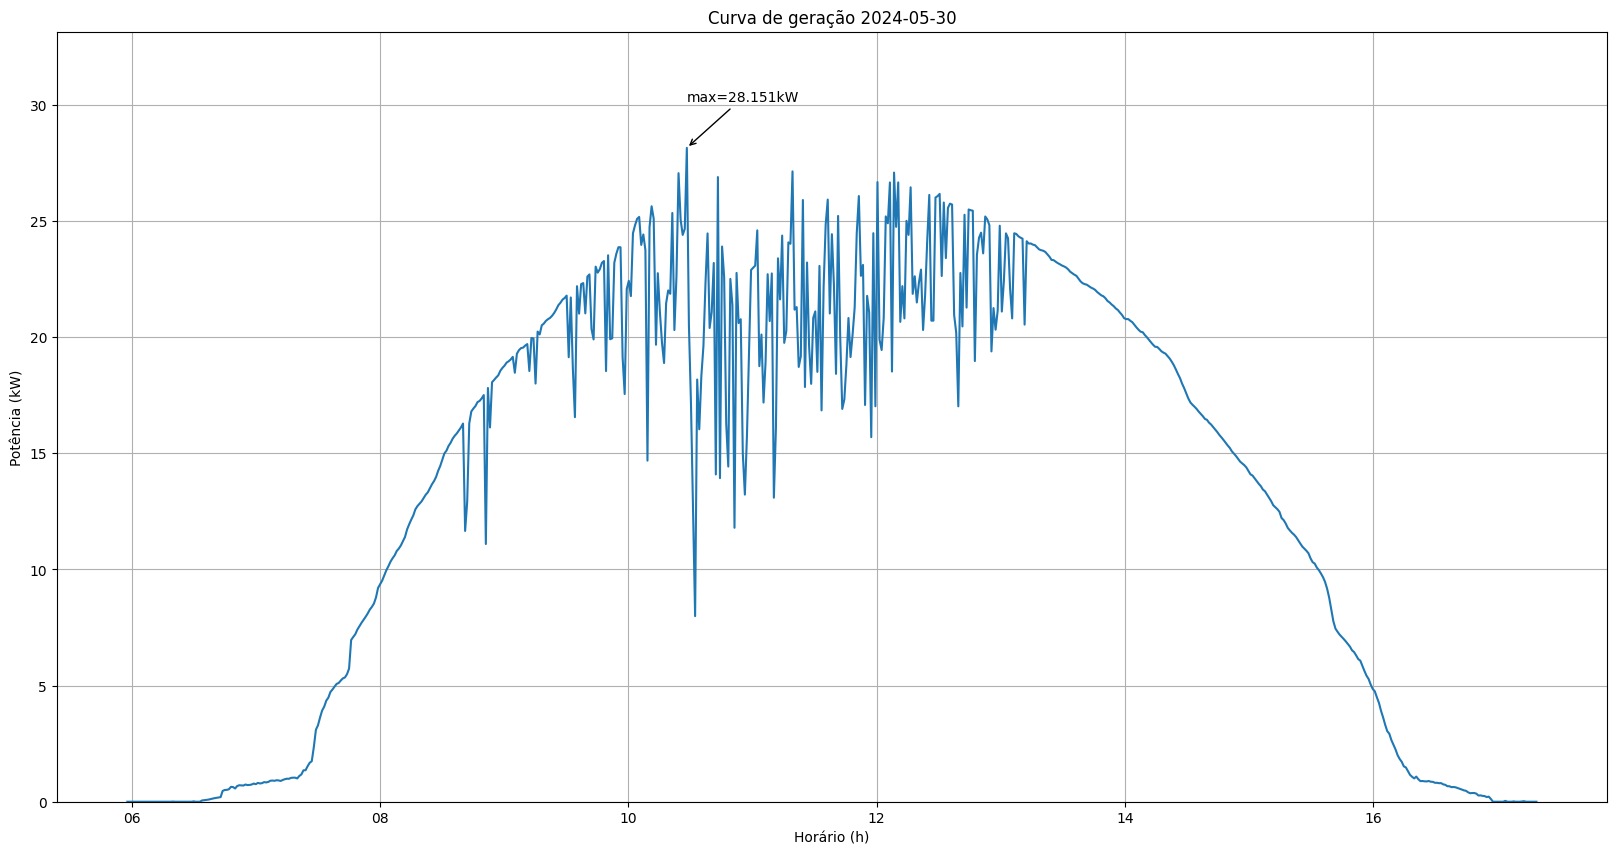 Curva de geração 2024-05-30
max=28.151kW
30
25
20
15
10
5
0
Potência (kW)
06 08 10 12 14 16
Horário (h)